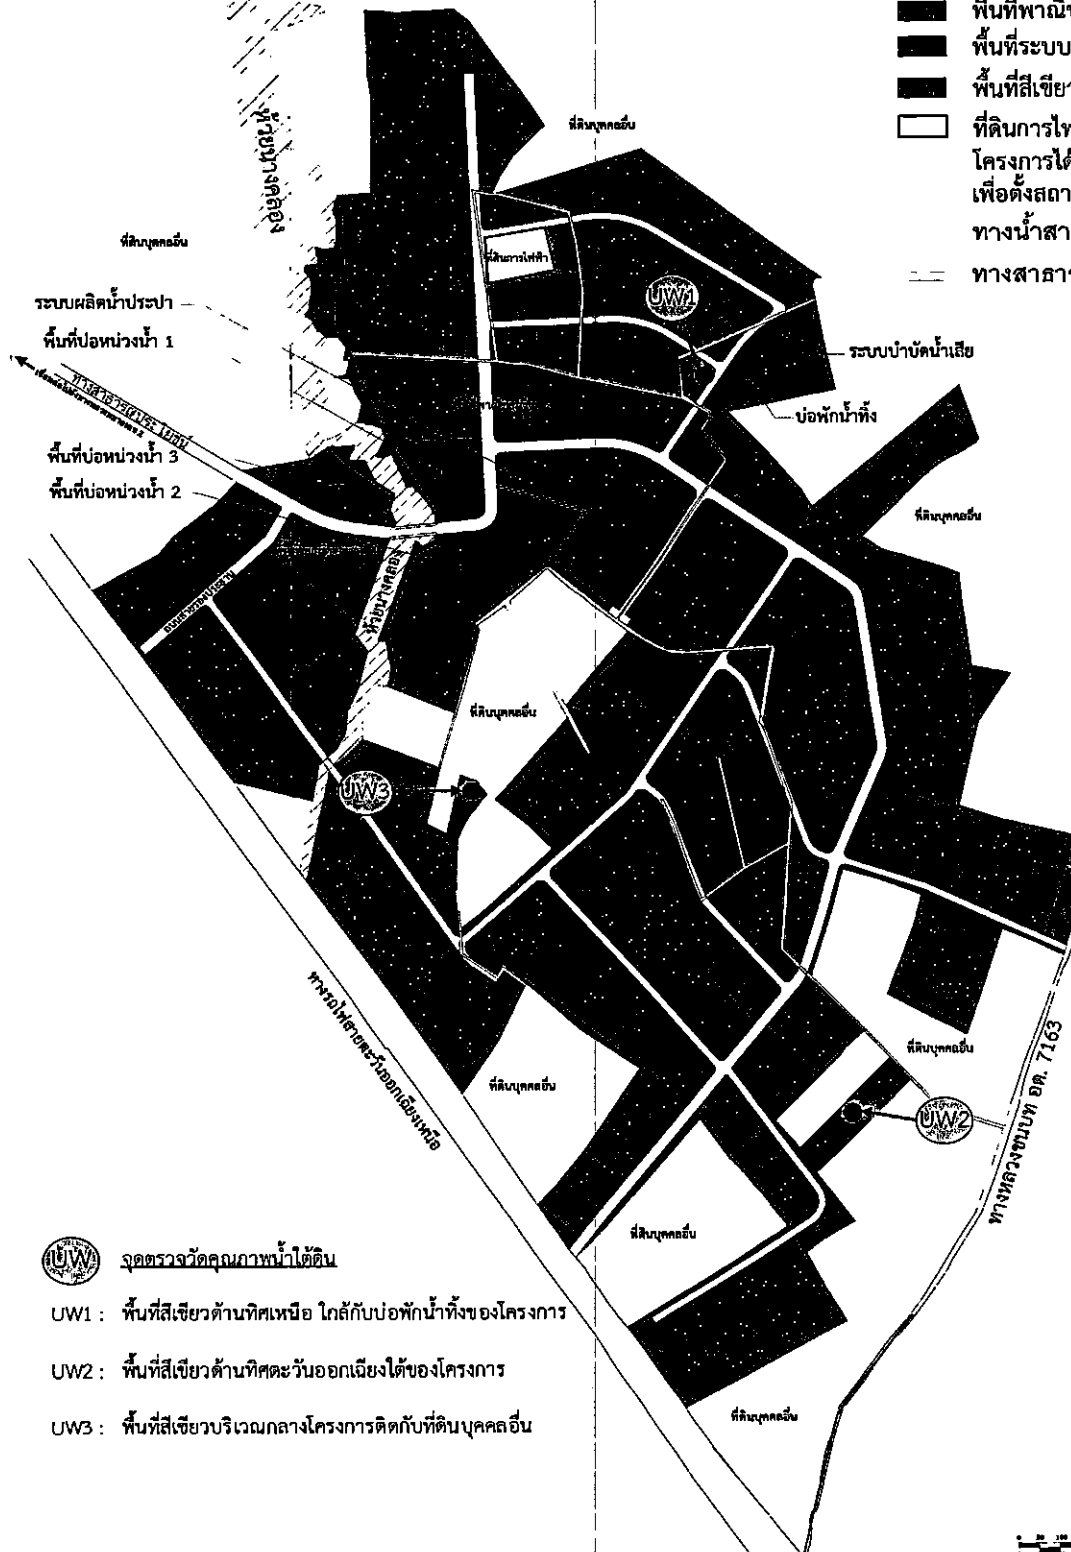 พื้นที่พาณิช
พื้นที่ระบบ
พื้นที่สีเขีย
ที่ดินการไฟ
โครงการได้
เพื่อตั้งสถา
ทางน้ำสา
ทางสาธาร
ห้วยบางคลอง
ที่ดินบุคคลอื่น
ที่ดินบุคคลอื่น
ที่ดินการไฟฟ้า
UW1
ระบบผลิตน้ำประปา
พื้นที่บ่อหน่วงน้ำ 1
ระบบบำบัดน้ำเสีย
ทางสาธารณประโยชน์
บ่อพักน้ำทิ้ง
พื้นที่บ่อหน่วงน้ำ 3
พื้นที่บ่อหน่วงน้ำ 2
ที่ดินบุคคลอื่น
ห้วยบางคลอง
ที่ดินบุคคลอื่น
UW3
ทางรถไฟสายตะวันออกเฉียงเหนือ
ที่ดินบุคคลอื่น
ที่ดินบุคคลอื่น
UW2
ทางหลวงชนบท อด. 7163
ที่ดินบุคคลอื่น
UW จุดตรวจวัดคุณภาพน้ำใต้ดิน
UW1 : พื้นที่สีเขียวด้านทิศเหนือ ใกล้กับบ่อพักน้ำทิ้งของโครงการ
UW2 : พื้นที่สีเขียวด้านทิศตะวันออกเฉียงใต้ของโครงการ
UW3 : พื้นที่สีเขียวบริเวณกลางโครงการติดกับที่ดินบุคคลอื่น
ที่ดินบุคคลอื่น